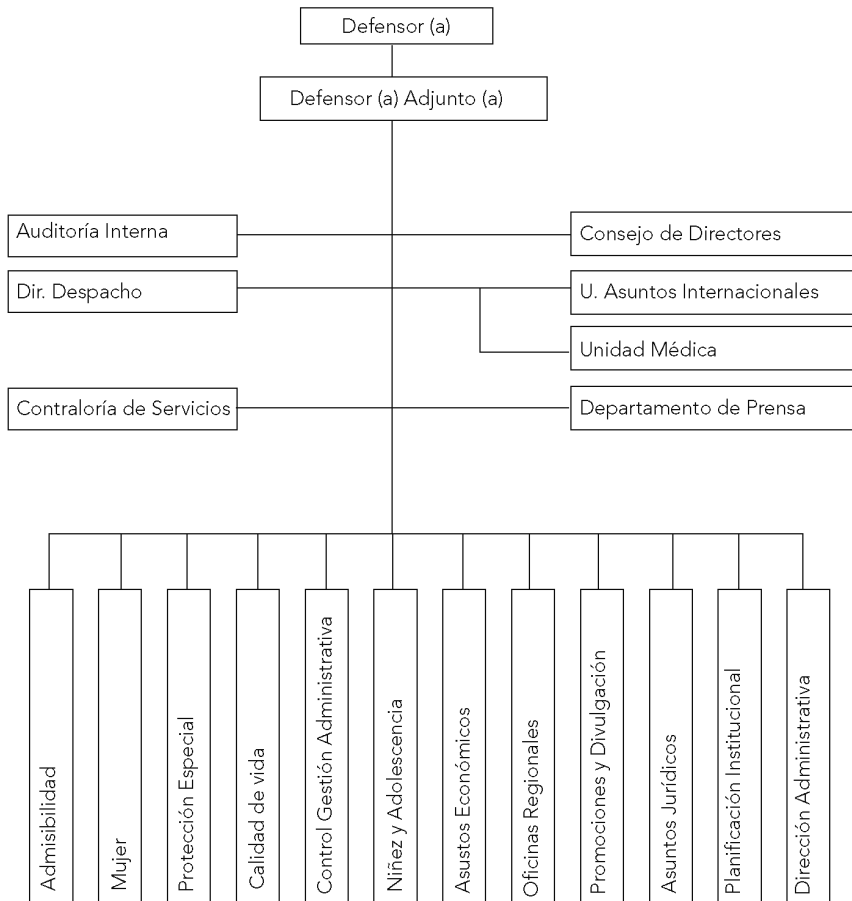 Defensor (a)
Defensor (a) Adjunto (a)
Auditoría Interna
Consejo de Directores
Dir. Despacho
U. Asuntos Internacionales
Unidad Médica
Contraloría de Servicios
Departamento de Prensa
Admisibilidad
Mujer
Protección Especial
Calidad de vida
Control Gestión Administrativa
Niñez y Adolescencia
Asustos Económicos
Oficinas Regionales
Promociones y Divulgación
Asuntos Jurídicos
Planificación Institucional
Dirección Administrativa